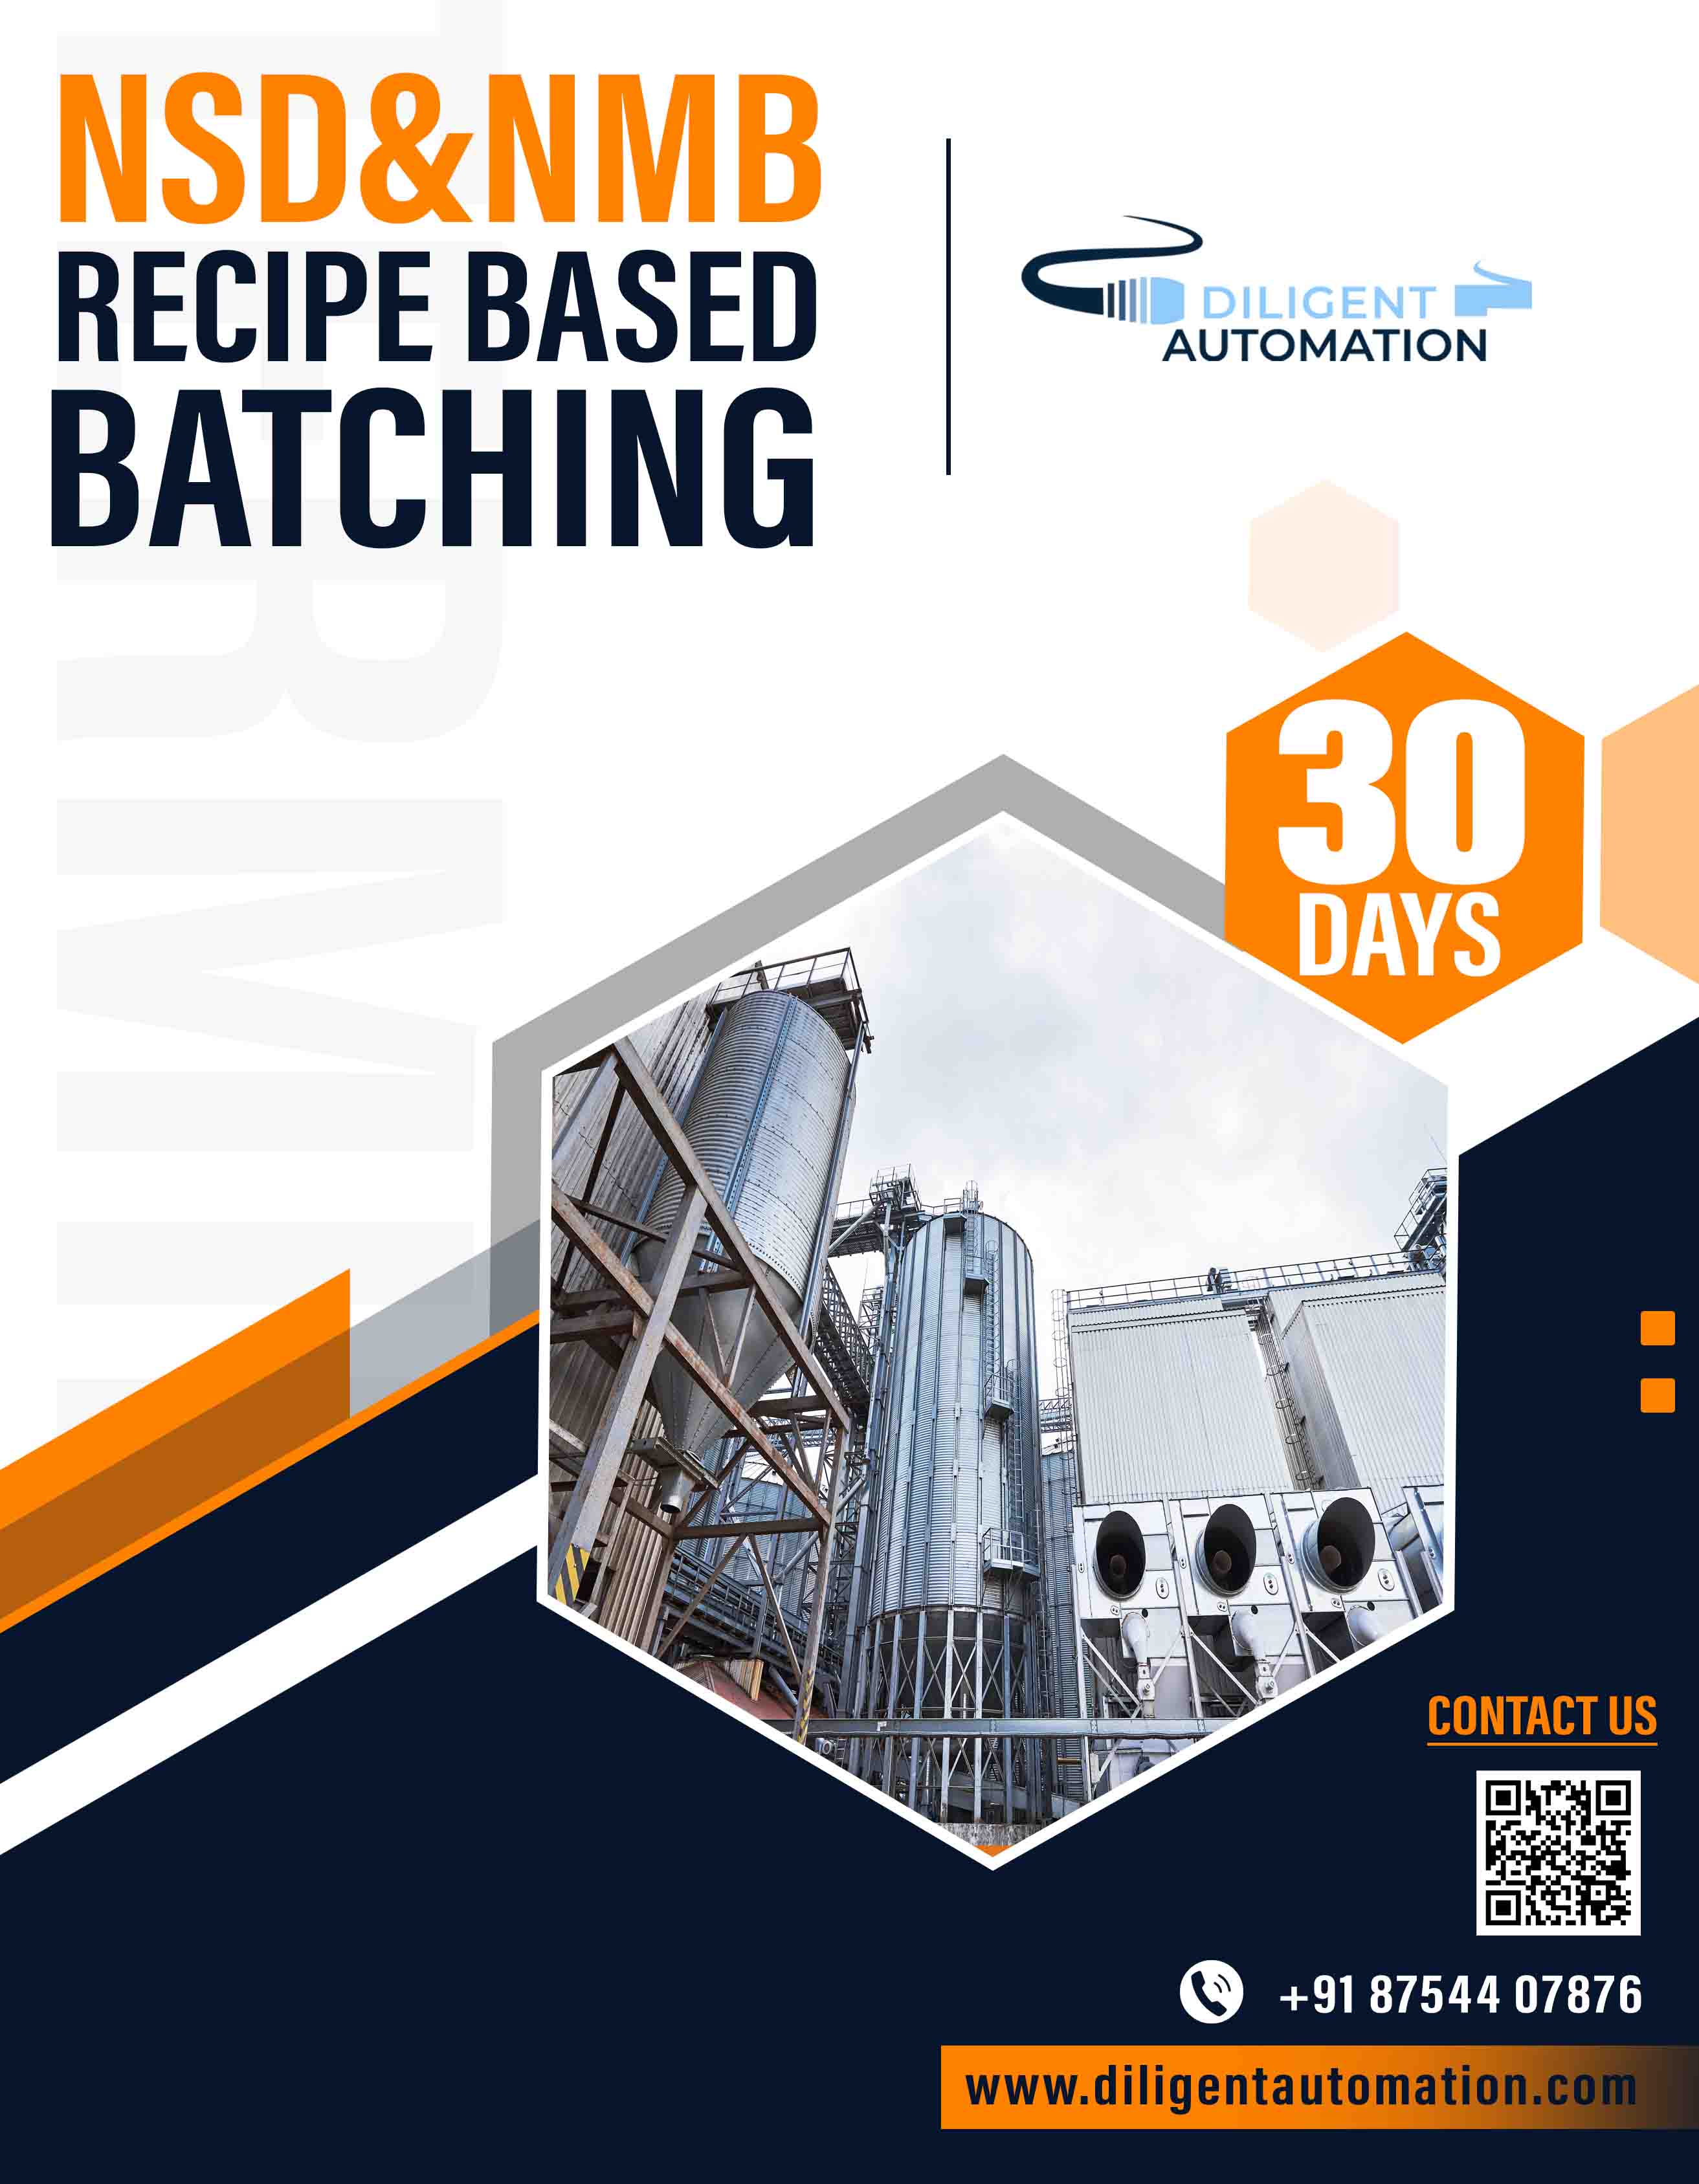 NSD&NMB
RECIPE BASED
BATCHING
DILIGENT
AUTOMATION
30
DAYS
CONTACT US
+91 87544 07876
www.diligentautomation.com